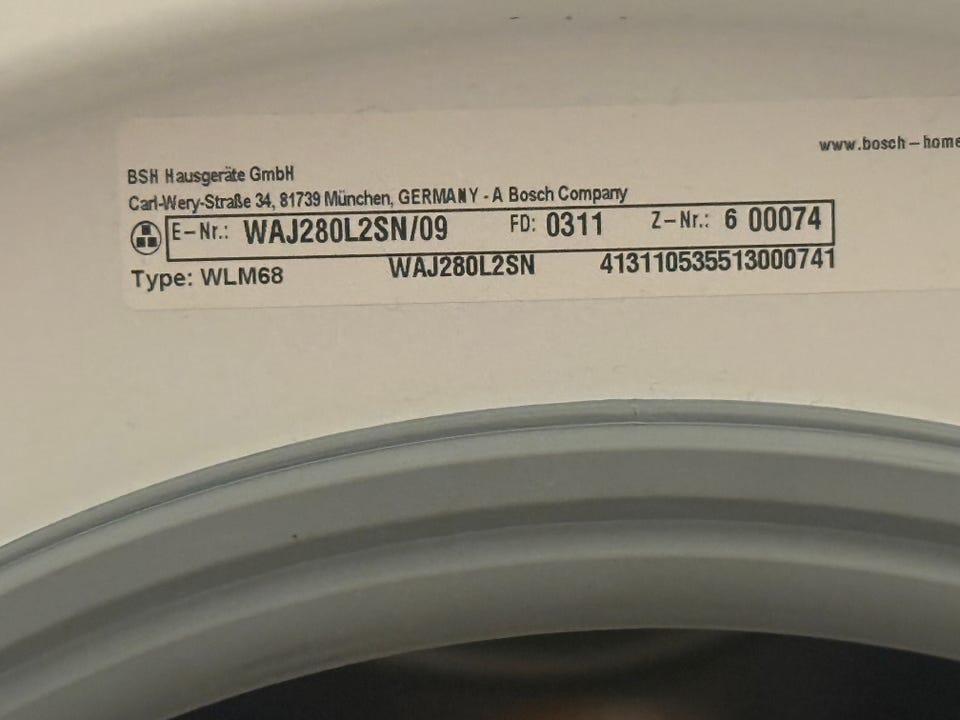 www.bosch-home
BSH Hausgeräte GmbH
Carl-Wery-Straße 34, 81739 München, GERMANY - A Bosch Company
E-Nr.: WAJ280L2SN/09 FD: 0311 Z-Nr.: 6 00074
Type: WLM68 WAJ280L2SN 413110535513000741